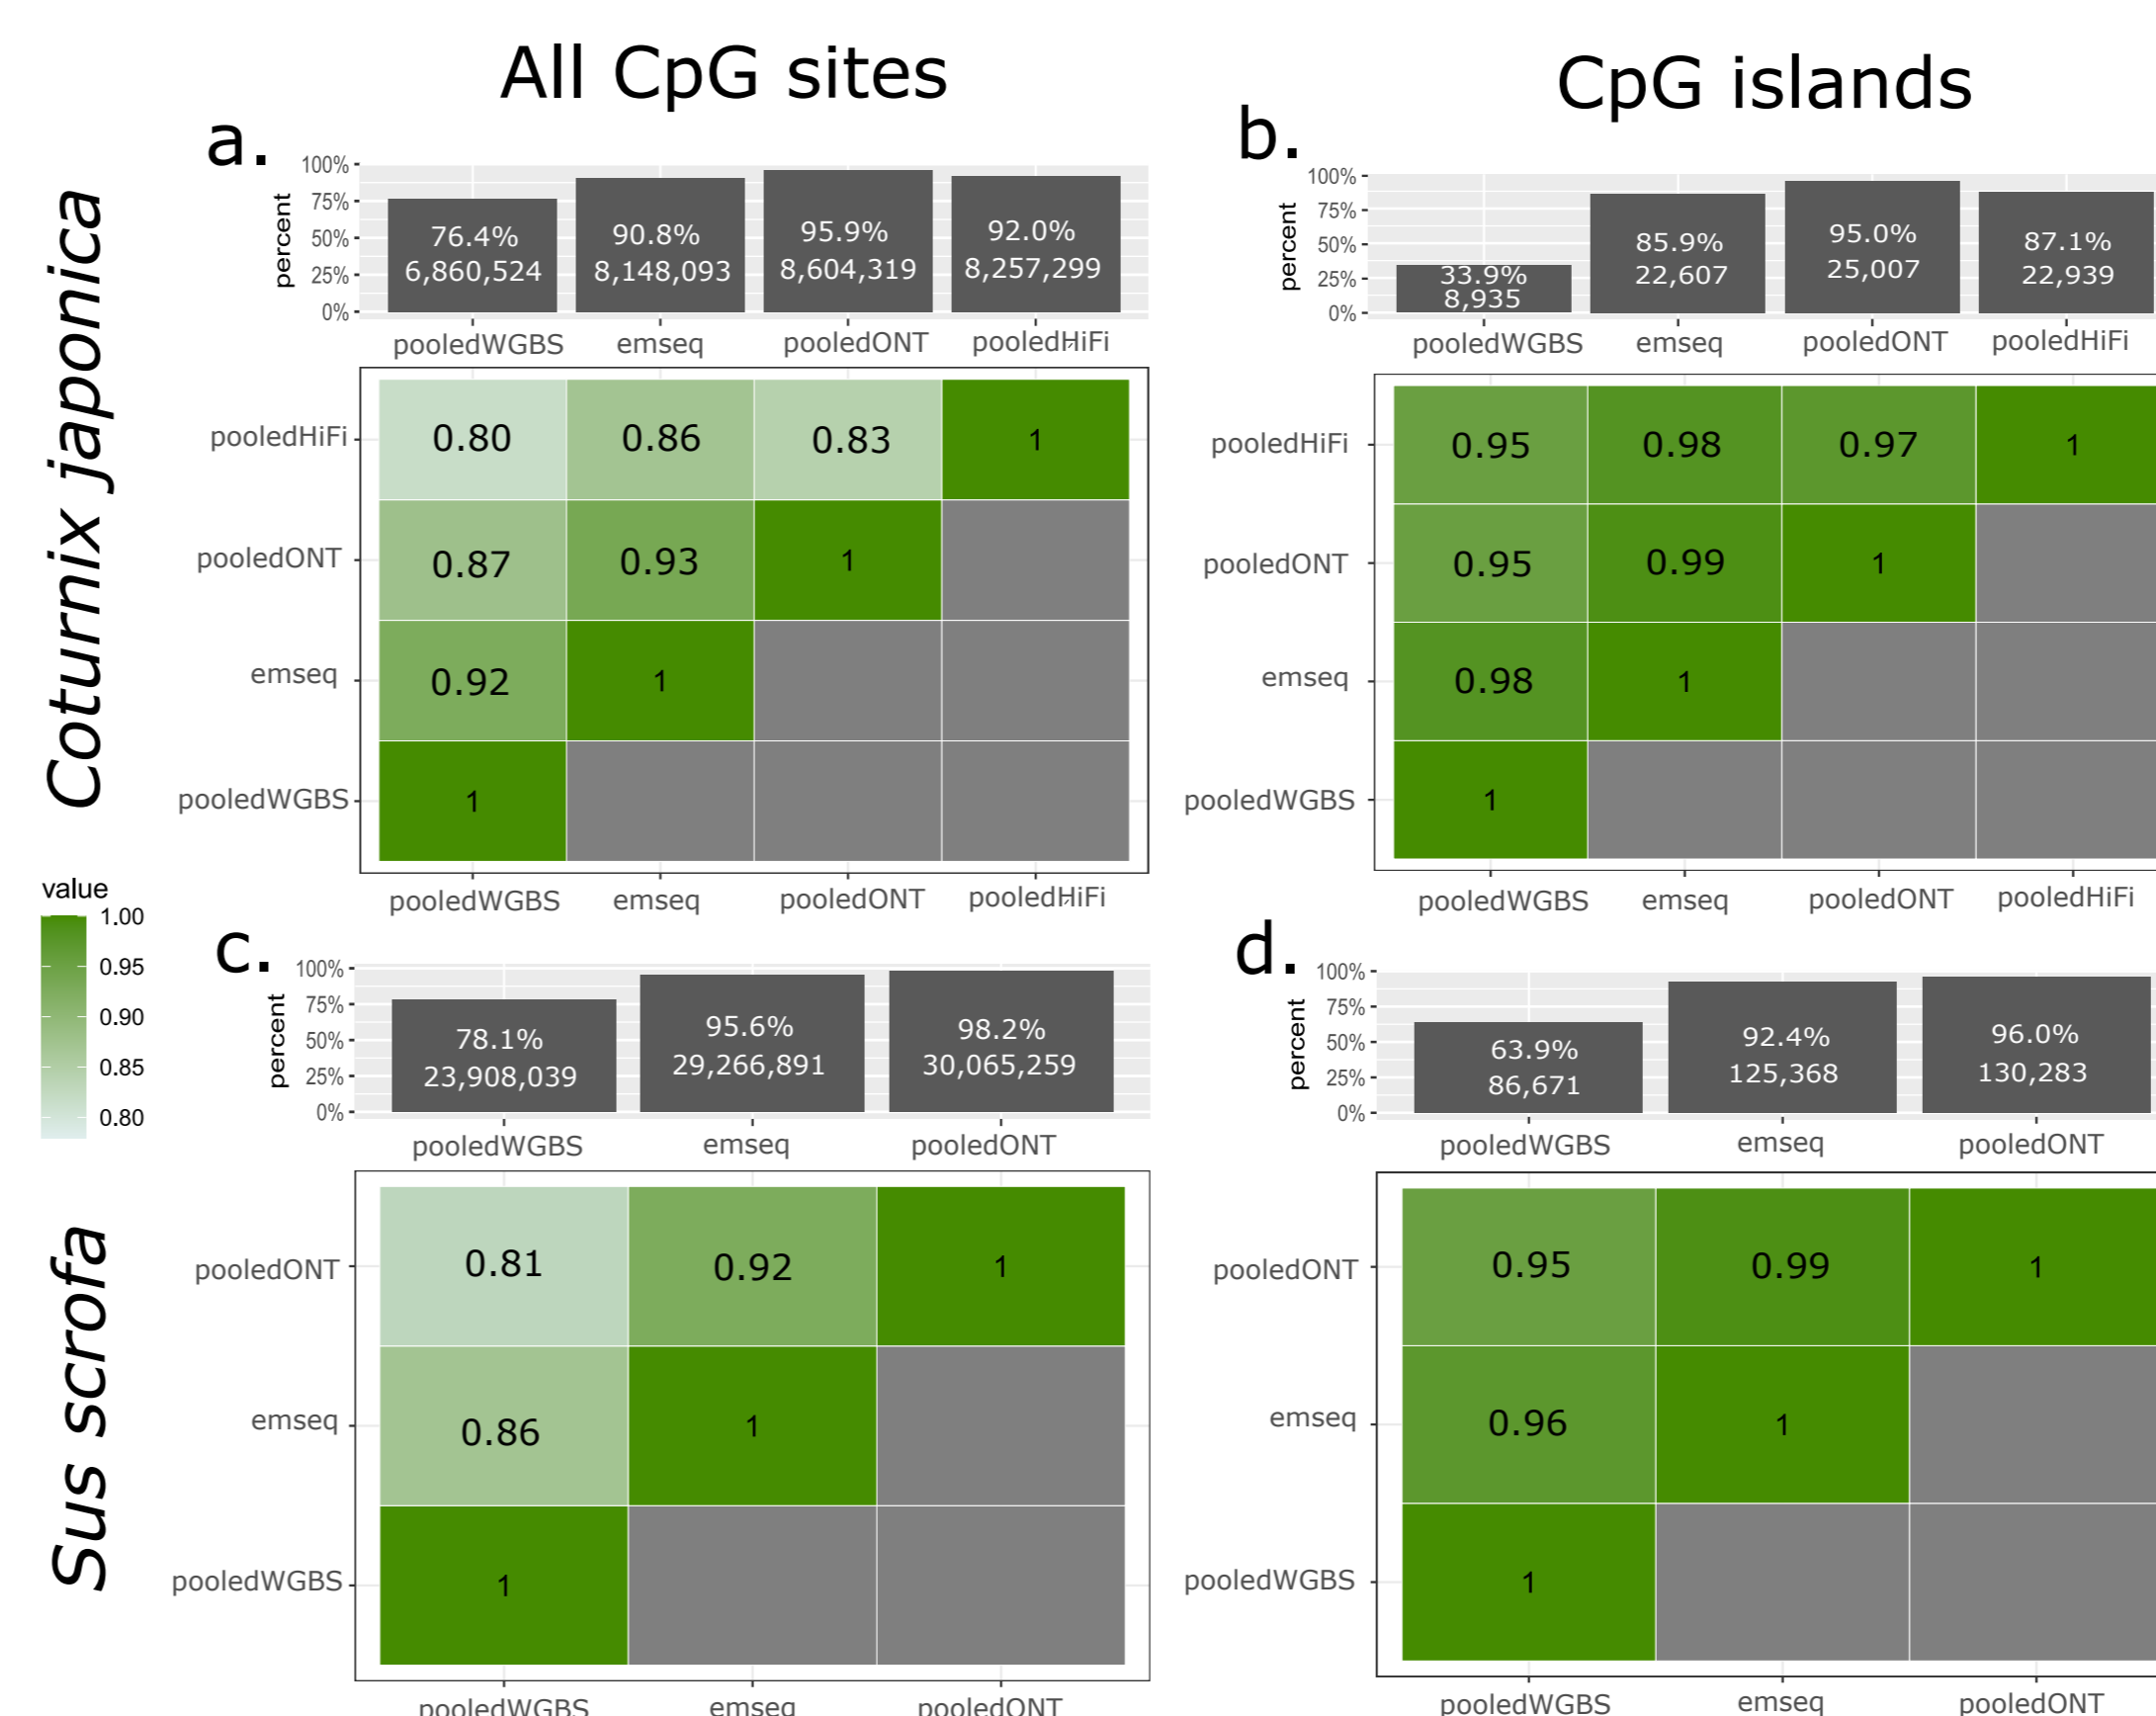 All CpG sites
CpG islands
Coturnix japonica
Sus scrofa
a.
percent
100%
75%
50%
25%
0%
76.4%
6,860,524
90.8%
8,148,093
95.9%
8,604,319
92.0%
8,257,299
pooledWGBS emseq pooledONT pooledHiFi
pooledHiFi 0.80 0.86 0.83 1
pooledONT 0.87 0.93 1
emseq 0.92 1
pooledWGBS 1
pooledWGBS emseq pooledONT pooledHiFi
b.
percent
100%
75%
50%
25%
0%
33.9%
8,935
85.9%
22,607
95.0%
25,007
87.1%
22,939
pooledWGBS emseq pooledONT pooledHiFi
pooledHiFi 0.95 0.98 0.97 1
pooledONT 0.95 0.99 1
emseq 0.98 1
pooledWGBS 1
pooledWGBS emseq pooledONT pooledHiFi
value
1.00
0.95
0.90
0.85
0.80
c.
percent
100%
75%
50%
25%
0%
78.1%
23,908,039
95.6%
29,266,891
98.2%
30,065,259
pooledWGBS emseq pooledONT
pooledONT 0.81 0.92 1
emseq 0.86 1
pooledWGBS 1
pooledWGBS emseq pooledONT
d.
percent
100%
75%
50%
25%
0%
63.9%
86,671
92.4%
125,368
96.0%
130,283
pooledWGBS emseq pooledONT
pooledONT 0.95 0.99 1
emseq 0.96 1
pooledWGBS 1
pooledWGBS emseq pooledONT